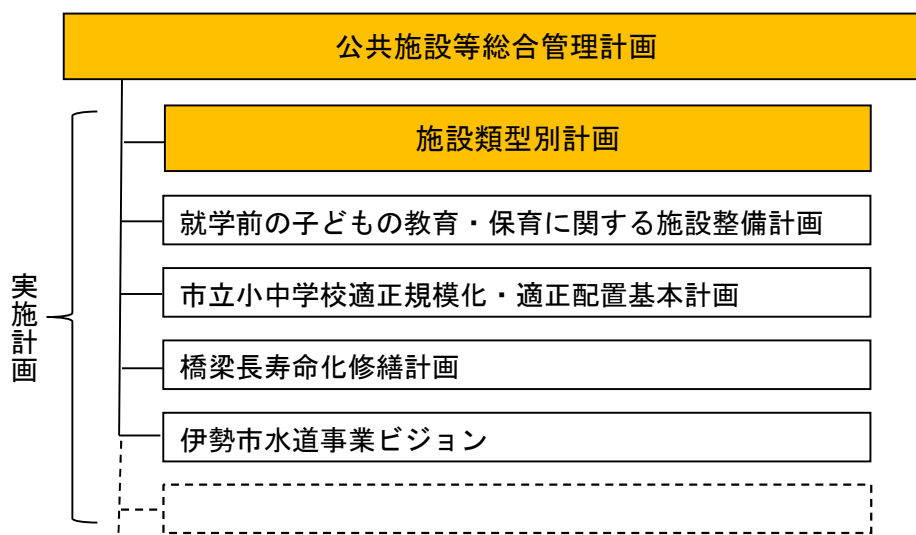 公共施設等総合管理計画
施設類型別計画
就学前の子どもの教育・保育に関する施設整備計画
市立小中学校適正規模化・適正配置基本計画
実施計画
橋梁長寿命化修繕計画
伊勢市水道事業ビジョン